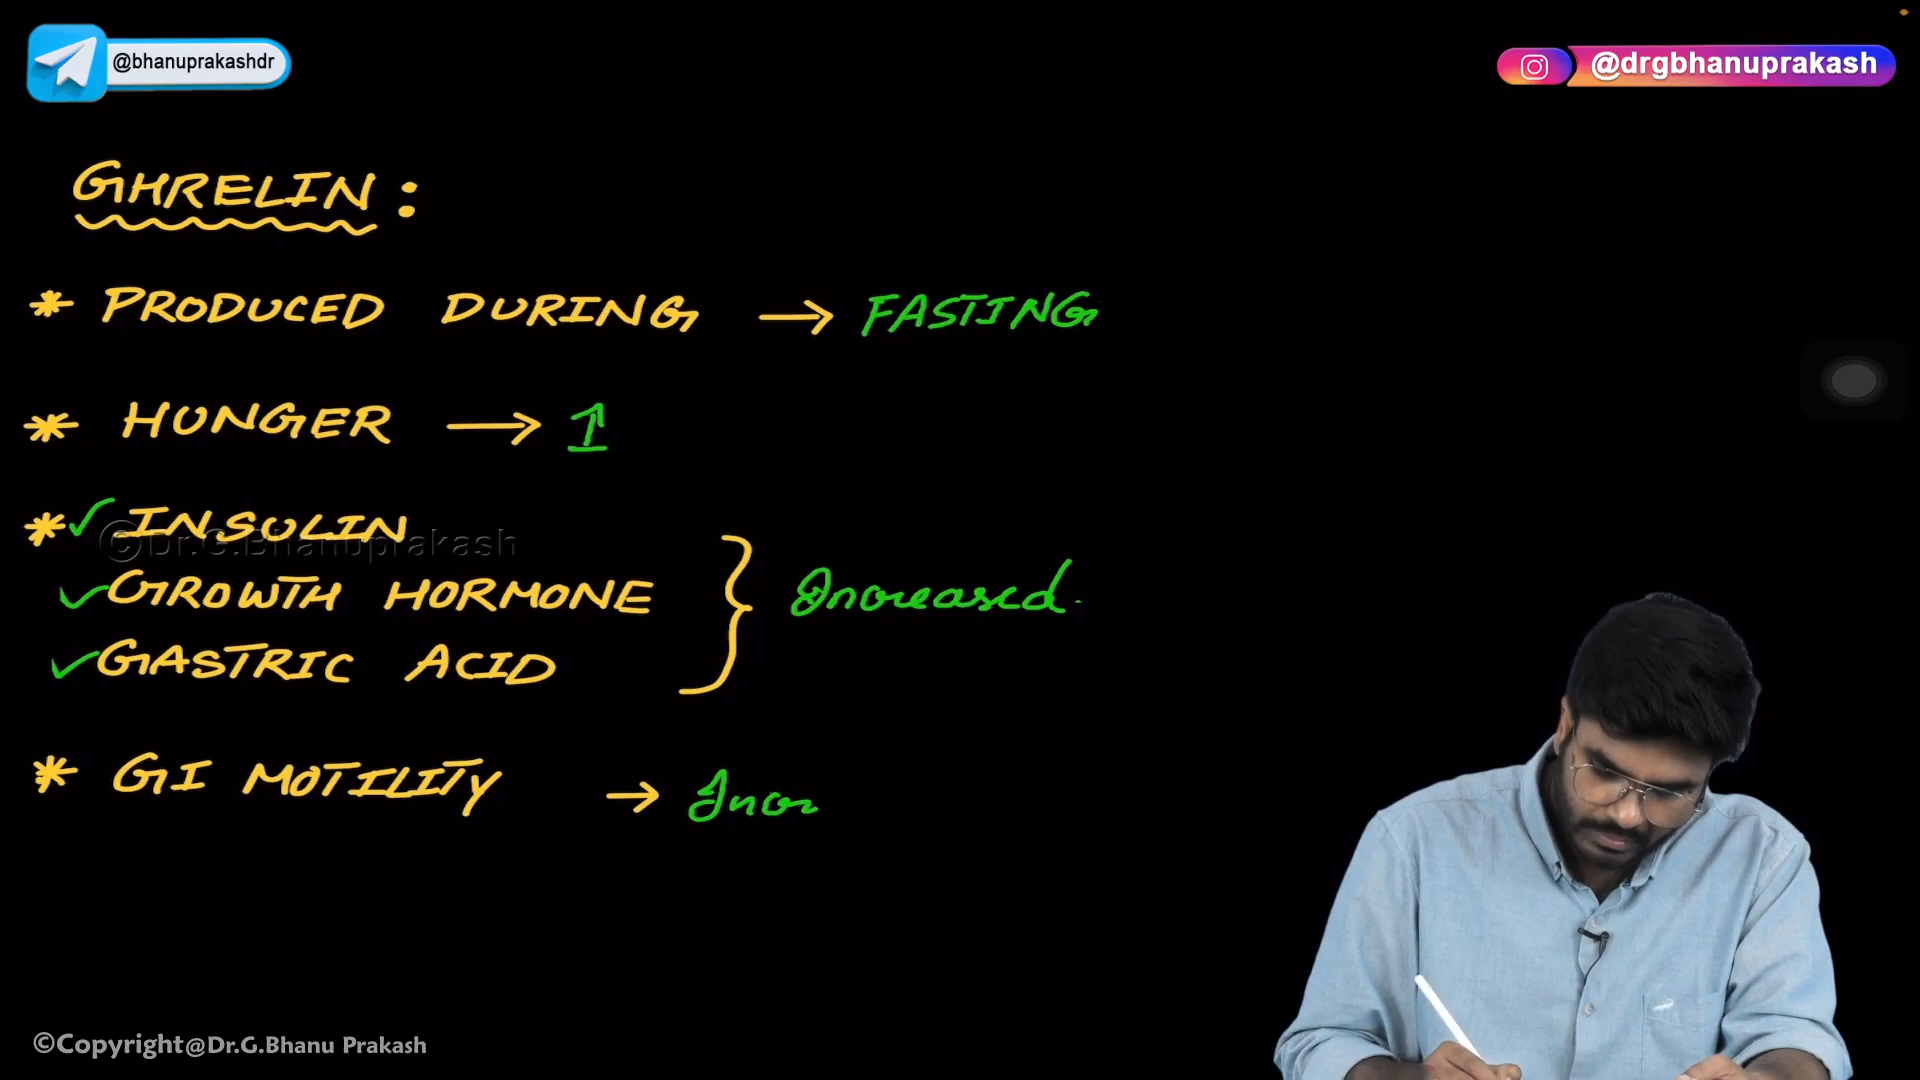 @bhanuprakashdr
@drgbhanuprakash
GHRELIN :
* PRODUCED DURING → FASTING
* HUNGER → ↑
* ✓ INSULIN
©Dr.G.Bhanuprakash
✓ GROWTH HORMONE } Increased.
✓ GASTRIC ACID
* GI MOTILITY → Incr
©Copyright@Dr.G.Bhanu Prakash